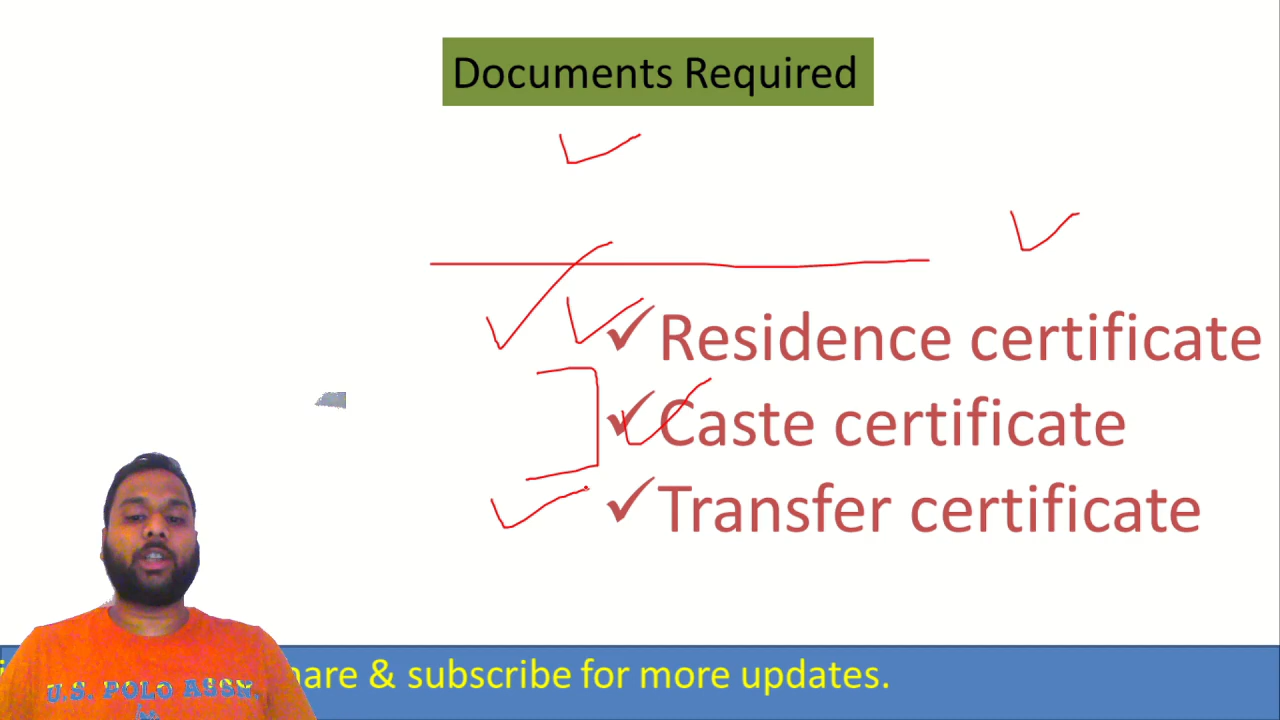 Documents Required
Residence certificate
Caste certificate
Transfer certificate
hare & subscribe for more updates.
U.S. POLO ASSN.